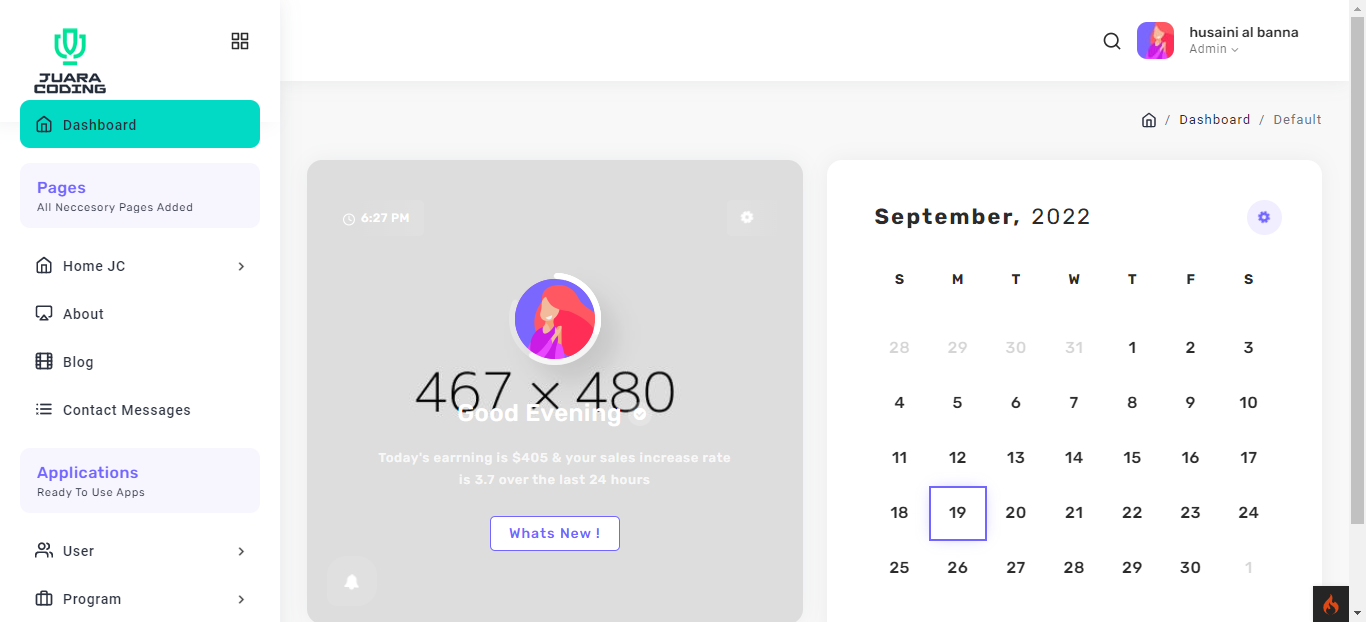 JUARA
CODING
husaini al banna
Admin
Dashboard
/ Dashboard / Default
Pages
All Neccesory Pages Added
Home JC
About
Blog
Contact Messages
Applications
Ready To Use Apps
User
Program
6:27 PM
467 × 480
Good Evening
Today's earrning is $405 & your sales increase rate
is 3.7 over the last 24 hours
Whats New !
September, 2022
S M T W T F S
28 29 30 31 1 2 3
4 5 6 7 8 9 10
11 12 13 14 15 16 17
18 19 20 21 22 23 24
25 26 27 28 29 30 1